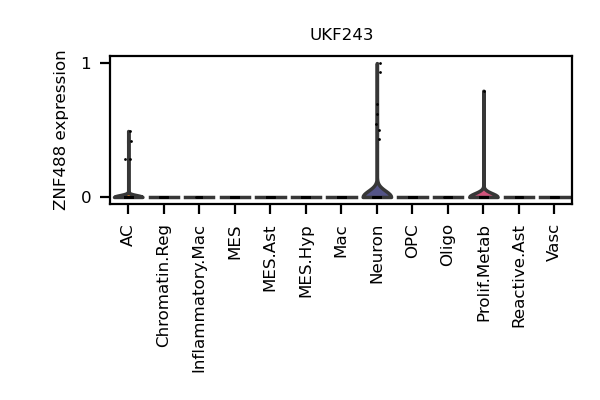 UKF243
ZNF488 expression
1
0
AC
Chromatin.Reg
Inflammatory.Mac
MES
MES.Ast
MES.Hyp
Mac
Neuron
OPC
Oligo
Prolif.Metab
Reactive.Ast
Vasc